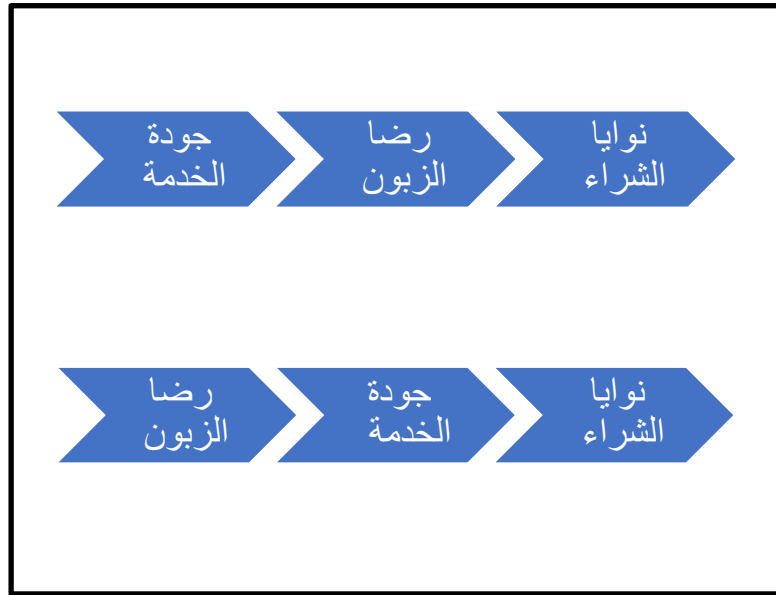 جودة
الخدمة
رضا
الزبون
نوايا
الشراء
رضا
الزبون
جودة
الخدمة
نوايا
الشراء